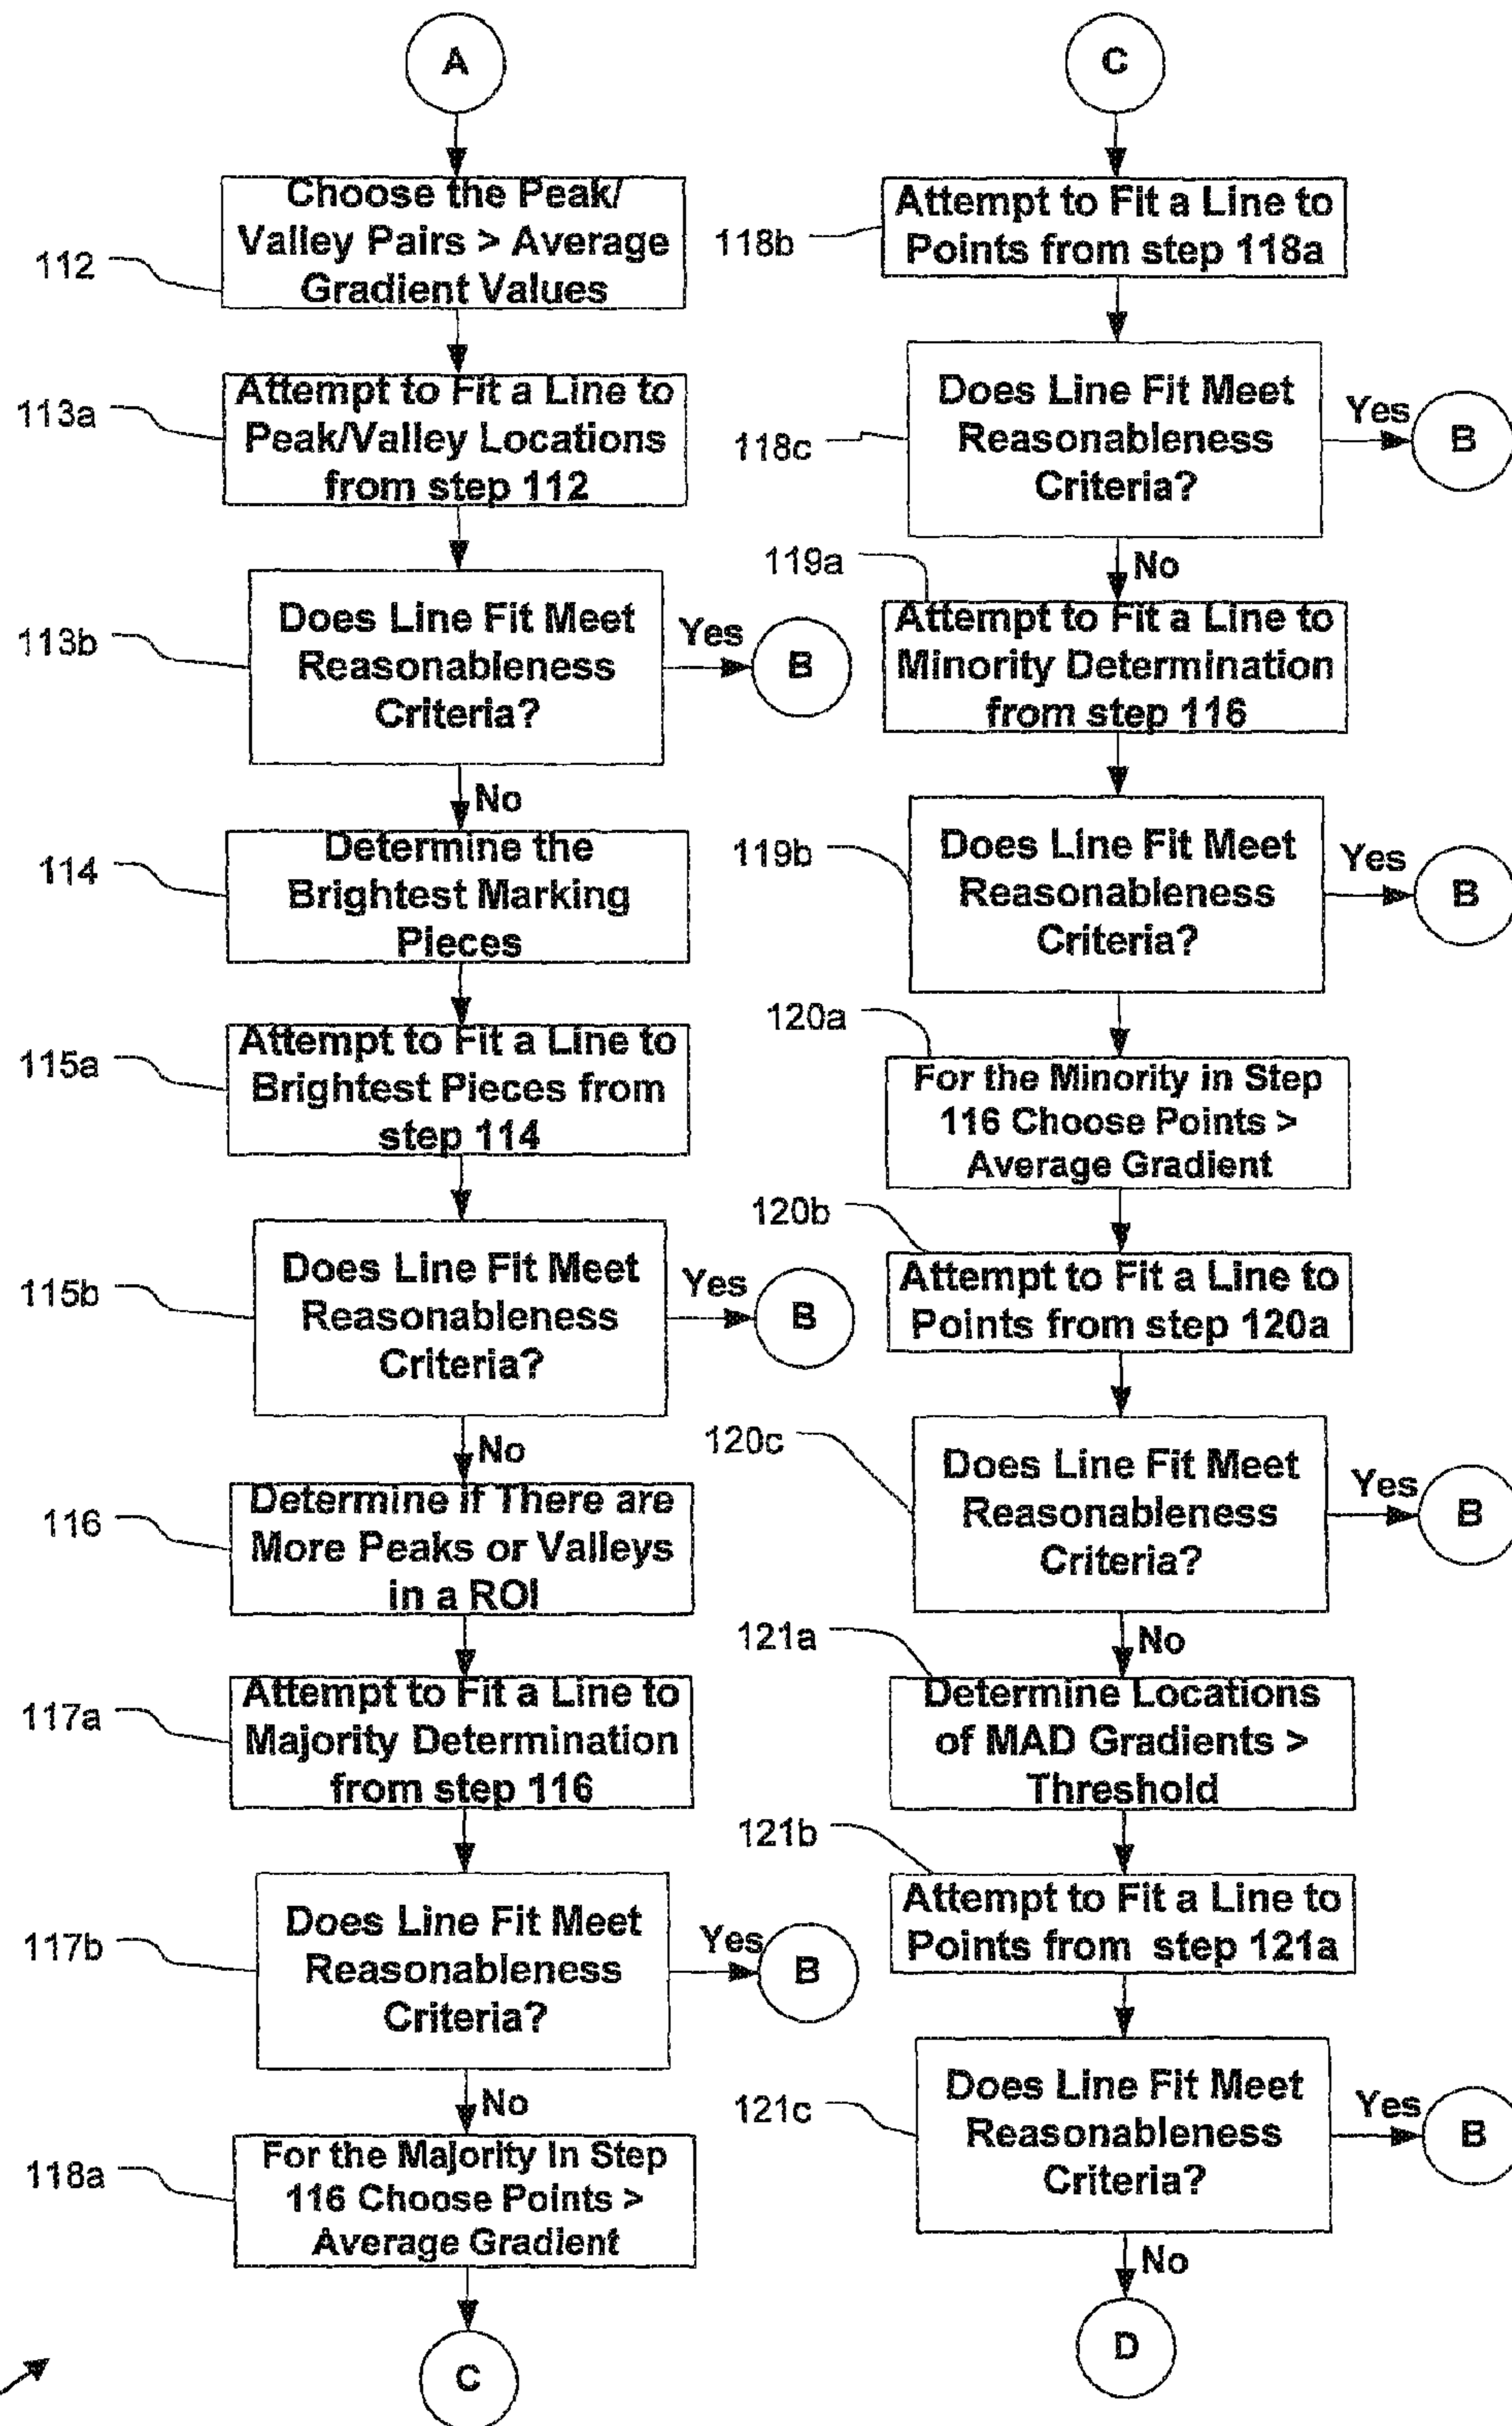 A
112
Choose the Peak/
Valley Pairs > Average
Gradient Values
113a
Attempt to Fit a Line to
Peak/Valley Locations
from step 112
113b
Does Line Fit Meet
Reasonableness
Criteria?
Yes
B
No
114
Determine the
Brightest Marking
Pieces
115a
Attempt to Fit a Line to
Brightest Pieces from
step 114
115b
Does Line Fit Meet
Reasonableness
Criteria?
Yes
B
No
116
Determine if There are
More Peaks or Valleys
in a ROI
117a
Attempt to Fit a Line to
Majority Determination
from step 116
117b
Does Line Fit Meet
Reasonableness
Criteria?
Yes
B
No
118a
For the Majority in Step
116 Choose Points >
Average Gradient
C
C
118b
Attempt to Fit a Line to
Points from step 118a
118c
Does Line Fit Meet
Reasonableness
Criteria?
Yes
B
No
119a
Attempt to Fit a Line to
Minority Determination
from step 116
119b
Does Line Fit Meet
Reasonableness
Criteria?
Yes
B
120a
For the Minority in Step
116 Choose Points >
Average Gradient
120b
Attempt to Fit a Line to
Points from step 120a
120c
Does Line Fit Meet
Reasonableness
Criteria?
Yes
B
No
121a
Determine Locations
of MAD Gradients >
Threshold
121b
Attempt to Fit a Line to
Points from step 121a
121c
Does Line Fit Meet
Reasonableness
Criteria?
Yes
B
No
D